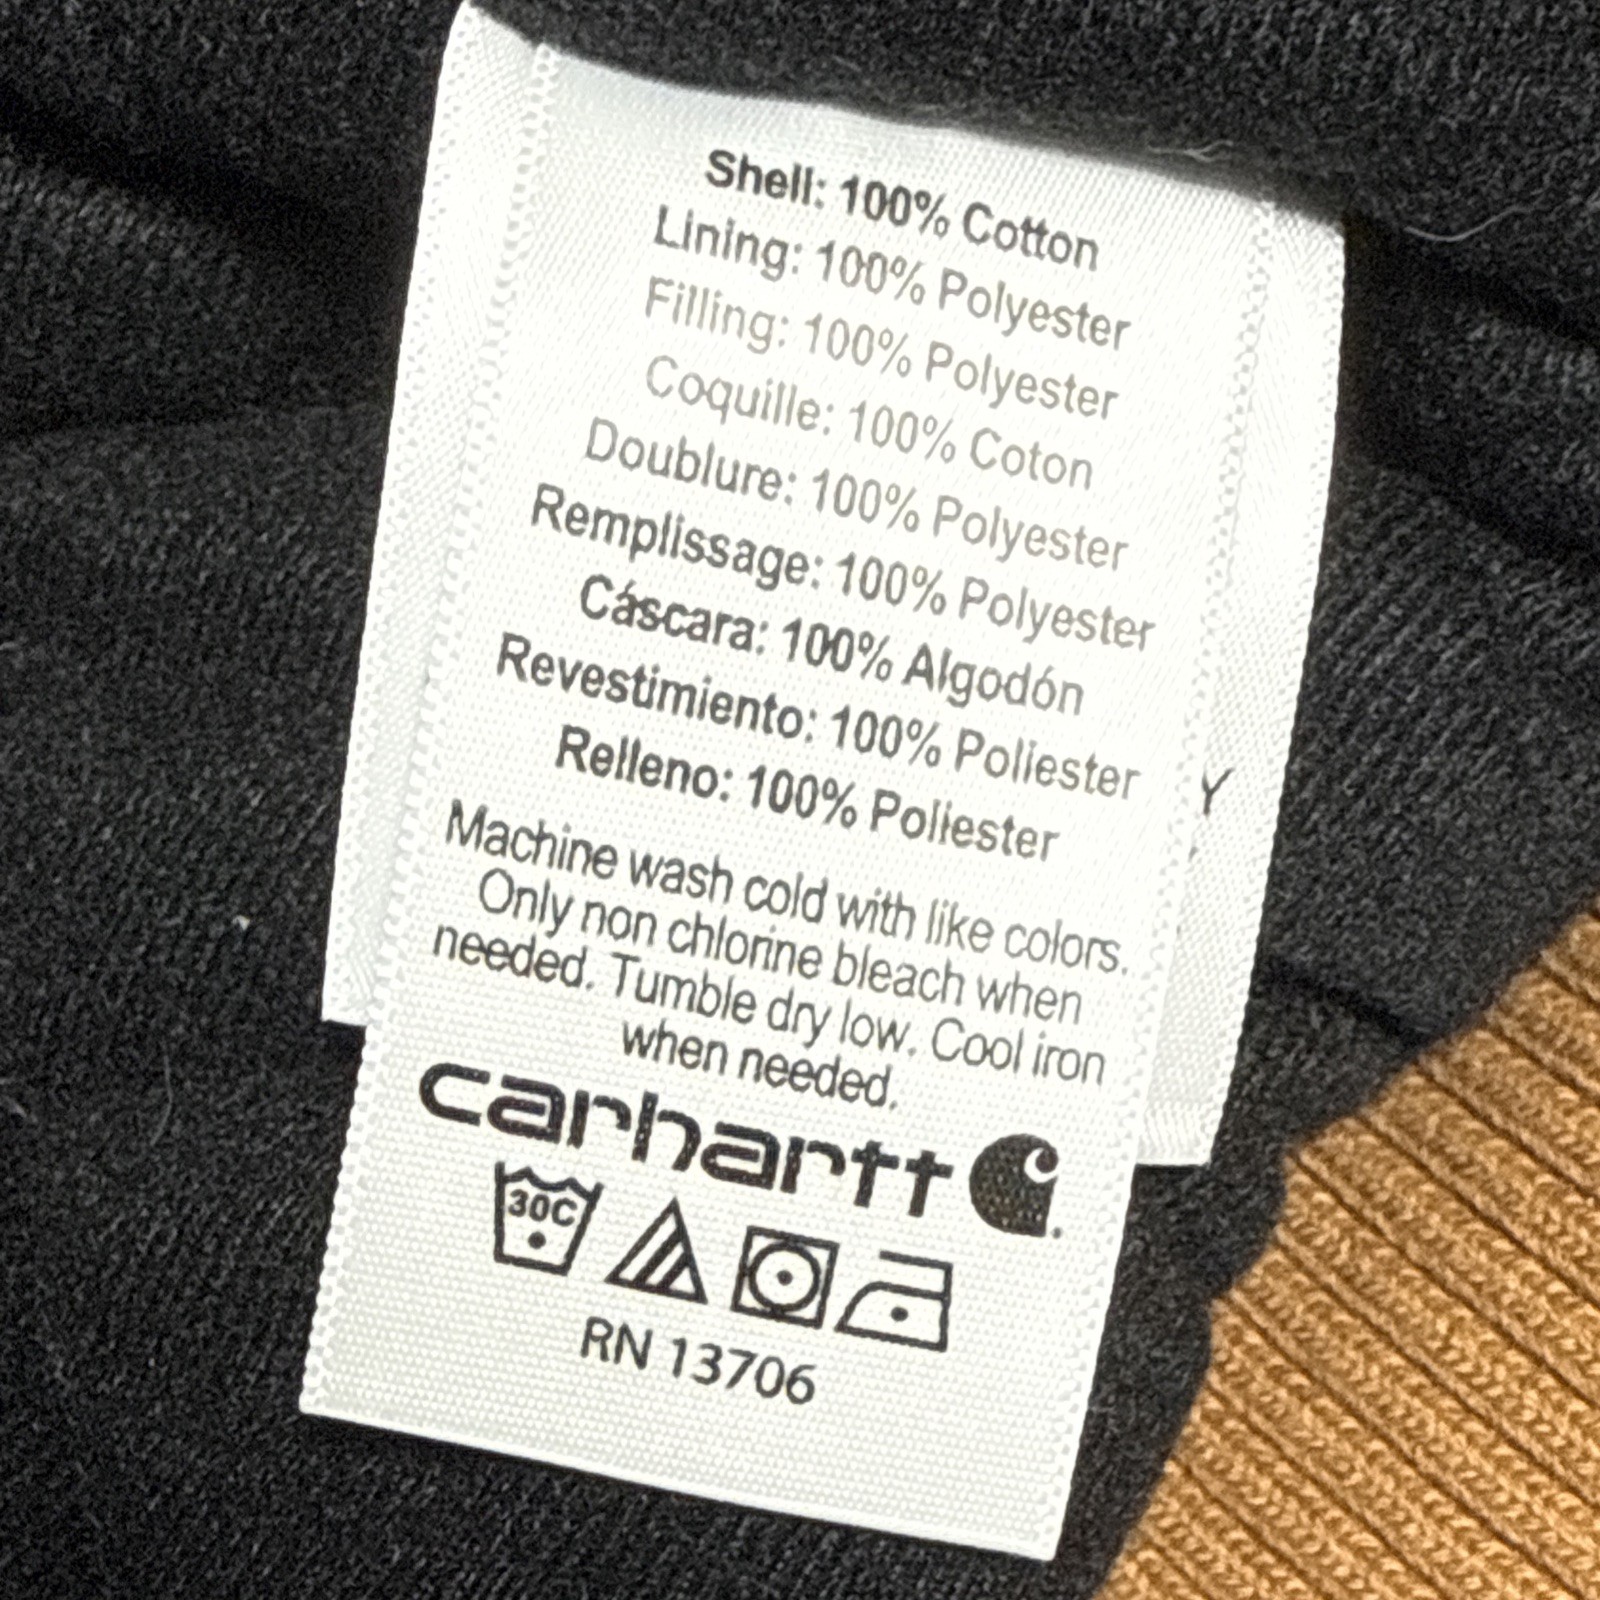 Shell: 100% Cotton
Lining: 100% Polyester
Filling: 100% Polyester
Coquille: 100% Coton
Doublure: 100% Polyester
Remplissage: 100% Polyester
Cáscara: 100% Algodón
Revestimiento: 100% Poliester
Relleno: 100% Poliester
Y
Machine wash cold with like colors.
Only non chlorine bleach when
needed. Tumble dry low. Cool iron
when needed.
carhartt
30C
RN 13706